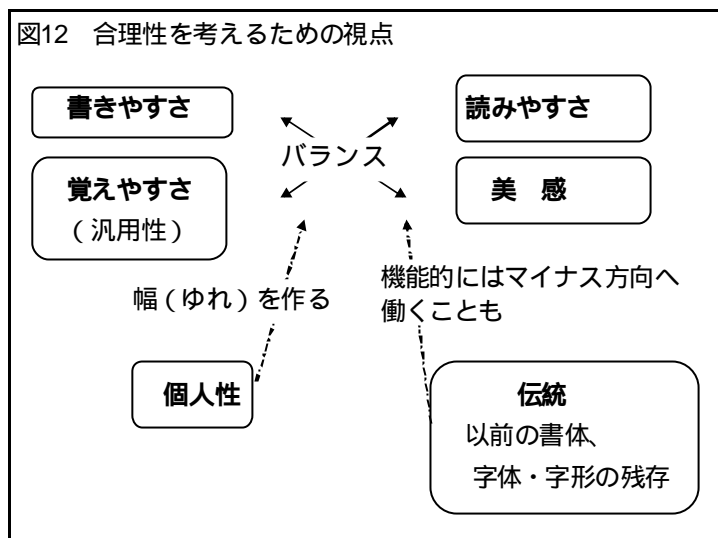 図12　合理性を考えるための視点
書きやすさ
読みやすさ
バランス
覚えやすさ
（汎用性）
美　感
幅（ゆれ）を作る
機能的にはマイナス方向へ
働くことも
個人性
伝統
以前の書体、
字体・字形の残存